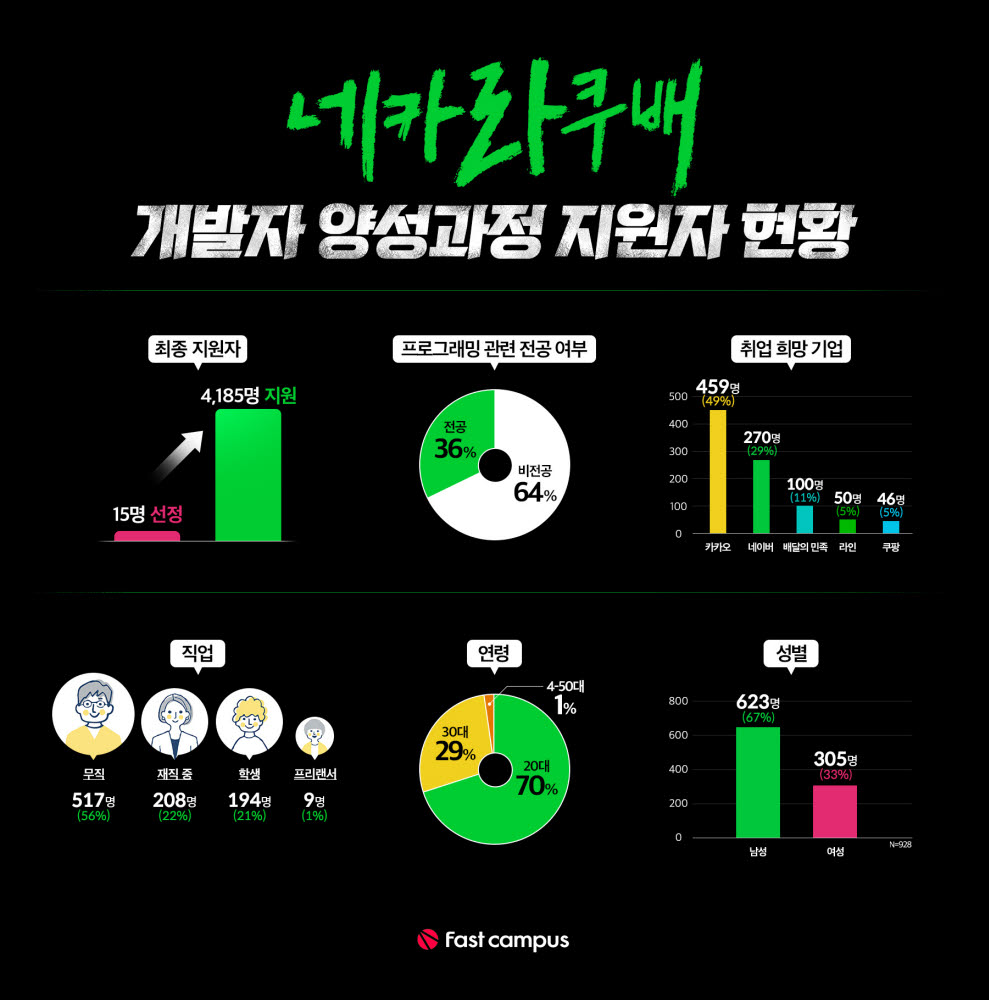 네카라쿠배
개발자 양성과정 지원자 현황
최종 지원자
4,185명 지원
15명 선정
프로그래밍 관련 전공 여부
전공
36%
비전공
64%
취업 희망 기업
500
400
300
200
100
0
459명
(49%)
270명
(29%)
100명
(11%)
50명
(5%)
46명
(5%)
카카오 네이버 배달의 민족 라인 쿠팡
직업
무직 재직 중 학생 프리랜서
517명 208명 194명 9명
(56%) (22%) (21%) (1%)
연령
4-50대
1%
30대
29%
20대
70%
성별
800
600
400
200
0
623명
(67%)
305명
(33%)
남성 여성
N=928
Fast campus